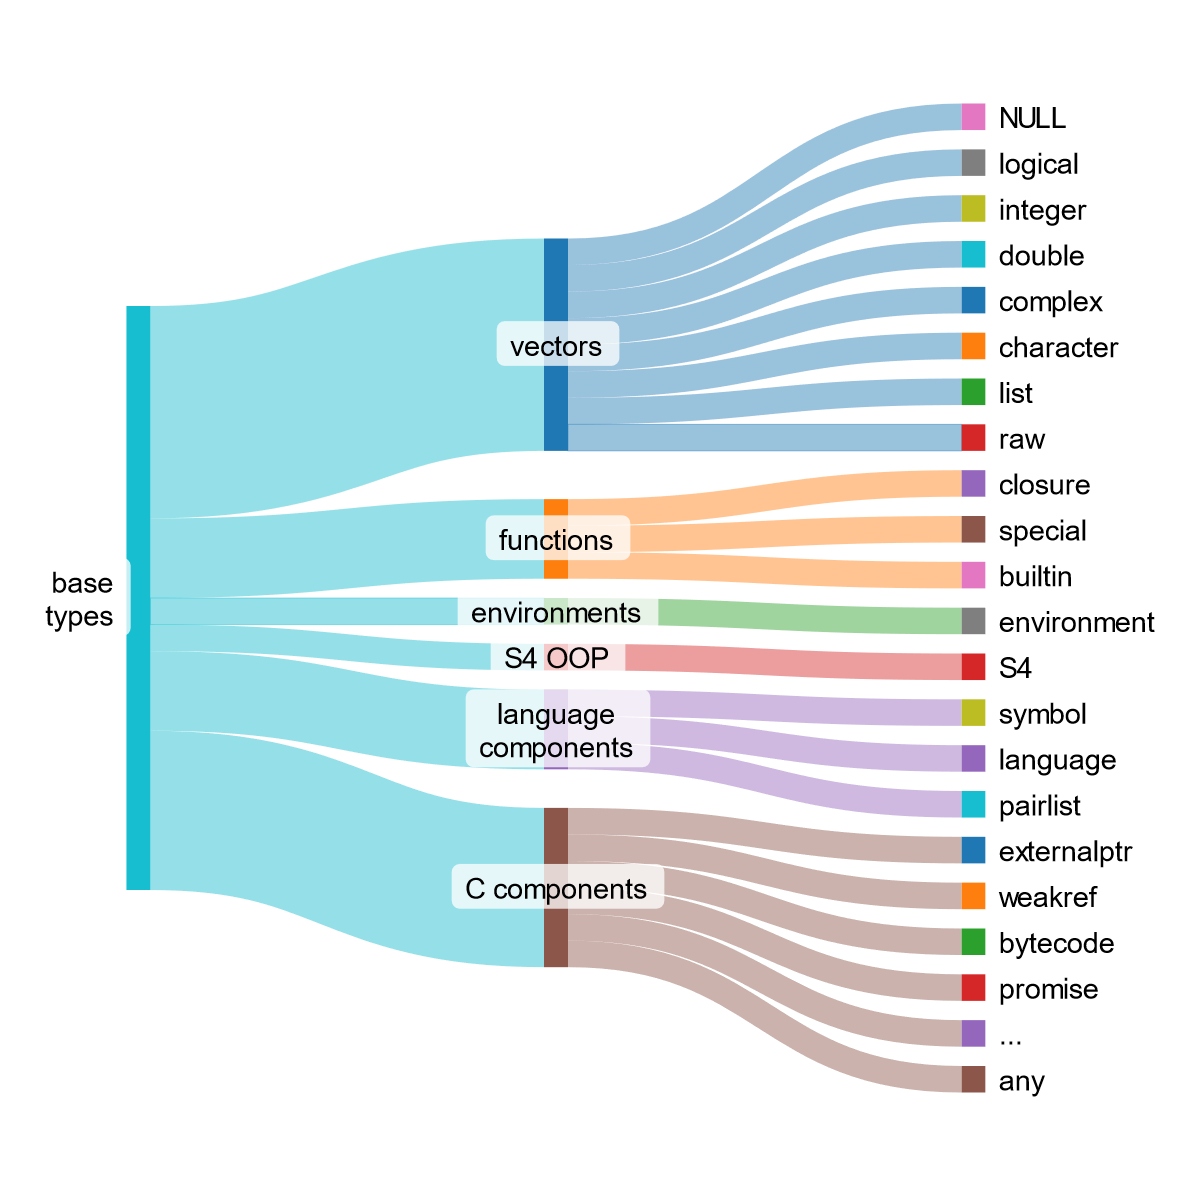 base
types
vectors
functions
environments
S4 OOP
language
components
C components
NULL
logical
integer
double
complex
character
list
raw
closure
special
builtin
environment
S4
symbol
language
pairlist
externalptr
weakref
bytecode
promise
...
any